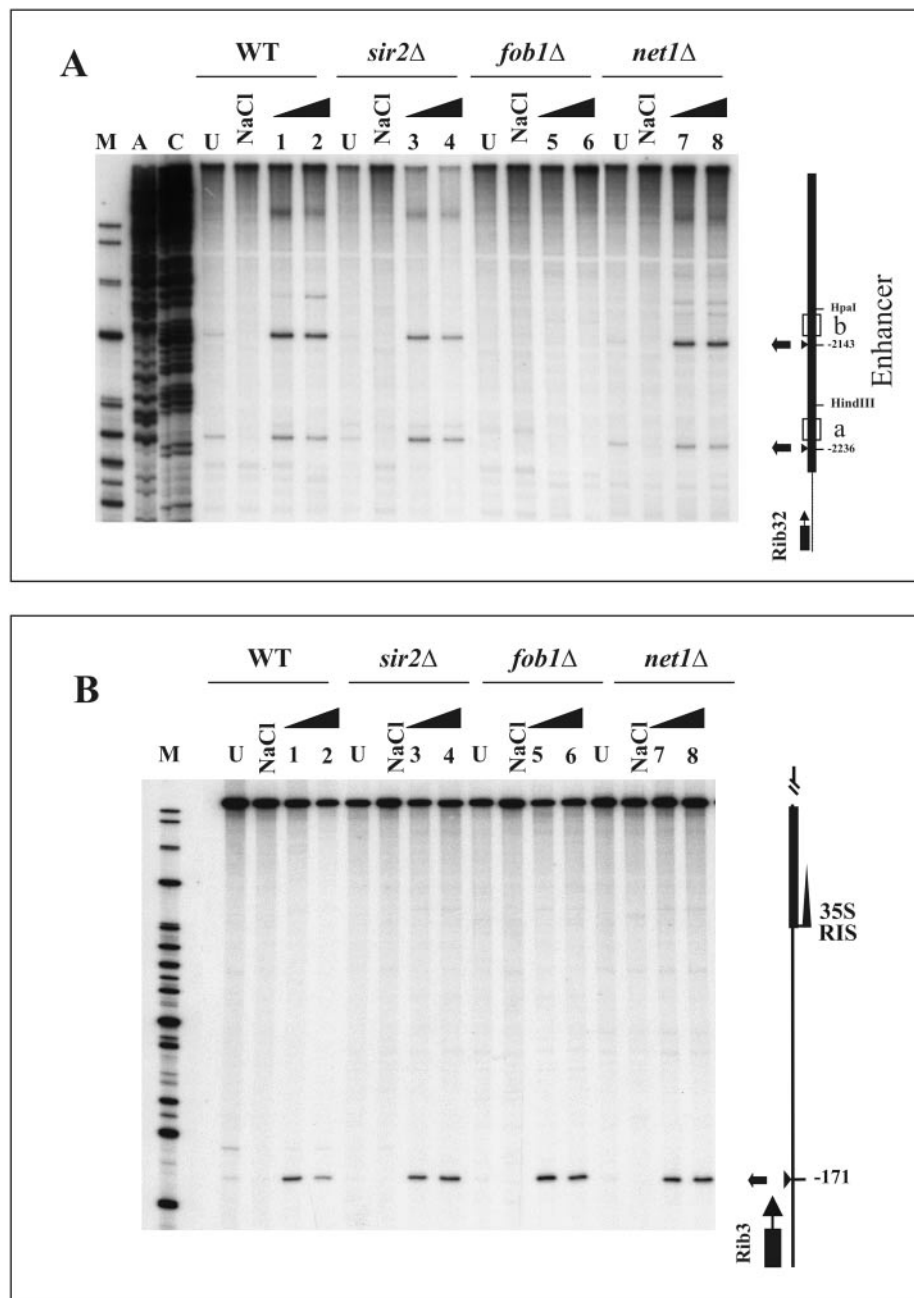 A
WT sir2Δ fob1Δ net1Δ
M A C U NaCl 1 2 U NaCl 3 4 U NaCl 5 6 U NaCl 7 8
HpaI
b
-2143
Enhancer
HindIII
a
-2236
Rib32
B
WT sir2Δ fob1Δ net1Δ
M U NaCl 1 2 U NaCl 3 4 U NaCl 5 6 U NaCl 7 8
35S
RIS
-171
Rib3